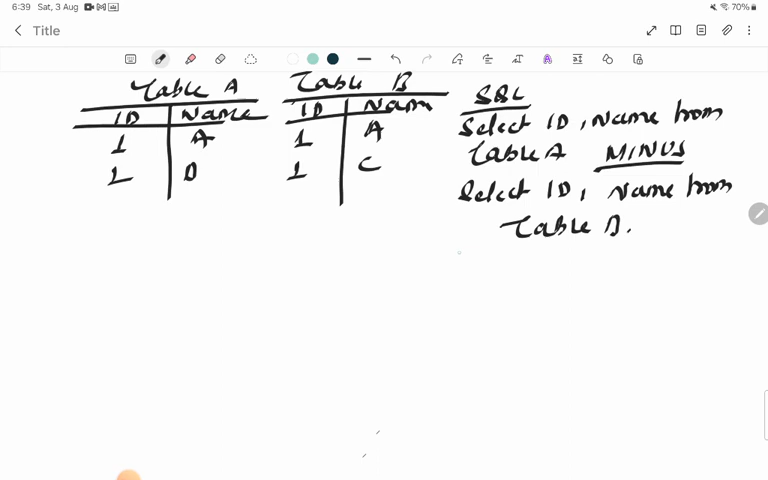 6:39 Sat, 3 Aug
70%
Title
Table A
ID Name
1 A
1 B
Table B
ID Name
1 A
1 C
SQL
Select ID, Name from
Table A MINUS
Select ID, Name from
Table B.